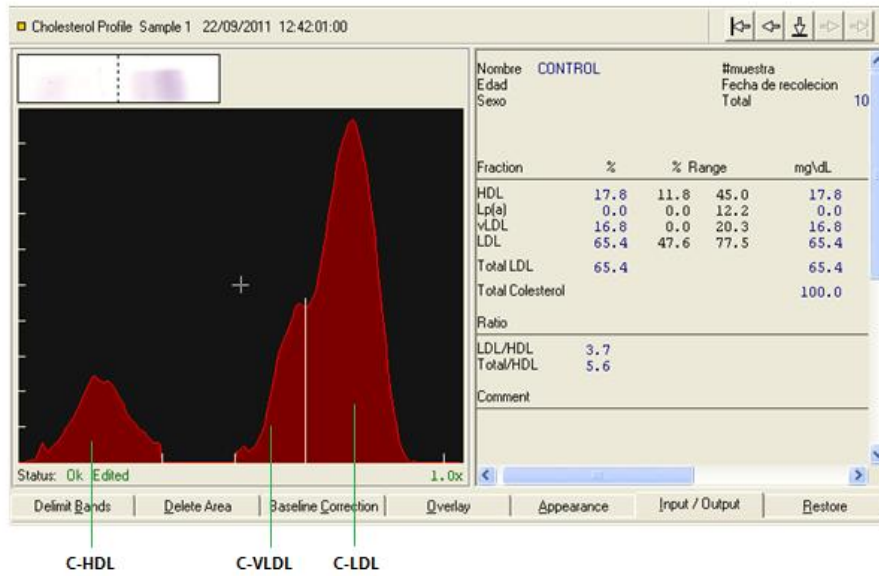 Cholesterol Profile Sample 1 22/09/2011 12:42:01:00
Nombre CONTROL #muestra
Edad Fecha de recolecion
Sexo Total 10
Fraction % % Range mg\dL
HDL 17.8 11.8 45.0 17.8
Lp(a) 0.0 0.0 12.2 0.0
vLDL 16.8 0.0 20.3 16.8
LDL 65.4 47.6 77.5 65.4
Total LDL 65.4 65.4
Total Colesterol 100.0
Ratio
LDL/HDL 3.7
Total/HDL 5.6
Comment
Status: Ok Edited 1.0x
Delimit Bands Delete Area Baseline Correction Overlay Appearance Input / Output Restore
C-HDL C-VLDL C-LDL